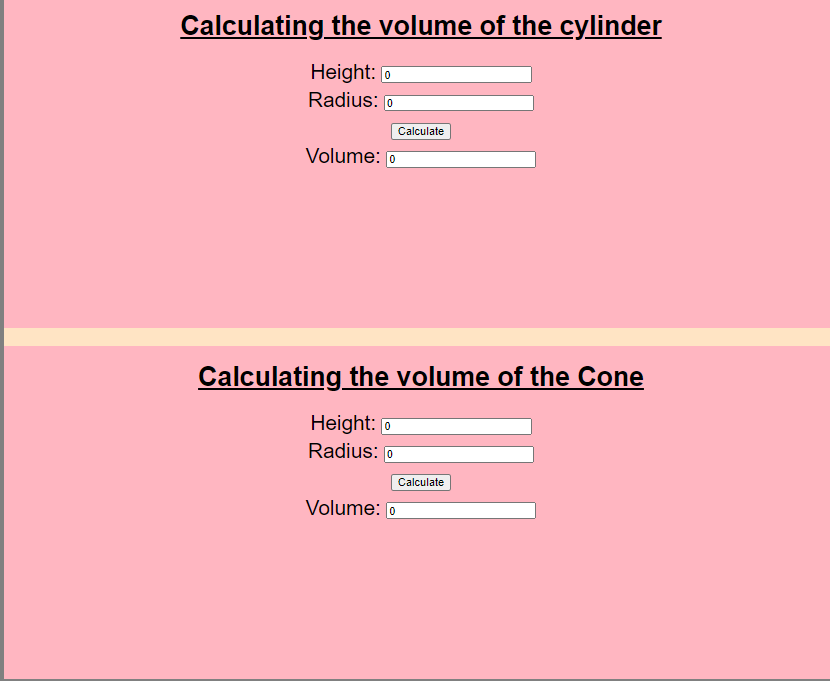 Calculating the volume of the cylinder
Height: 0
Radius: 0
Calculate
Volume: 0
Calculating the volume of the Cone
Height: 0
Radius: 0
Calculate
Volume: 0